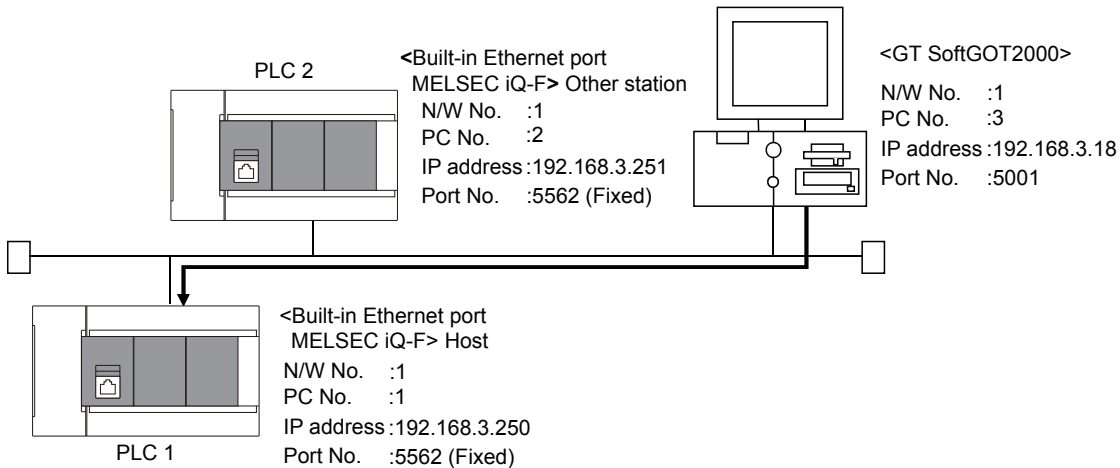 PLC 2
<Built-in Ethernet port
MELSEC iQ-F> Other station
N/W No. :1
PC No. :2
IP address :192.168.3.251
Port No. :5562 (Fixed)
<GT SoftGOT2000>
N/W No. :1
PC No. :3
IP address :192.168.3.18
Port No. :5001
<Built-in Ethernet port
MELSEC iQ-F> Host
N/W No. :1
PC No. :1
IP address :192.168.3.250
Port No. :5562 (Fixed)
PLC 1